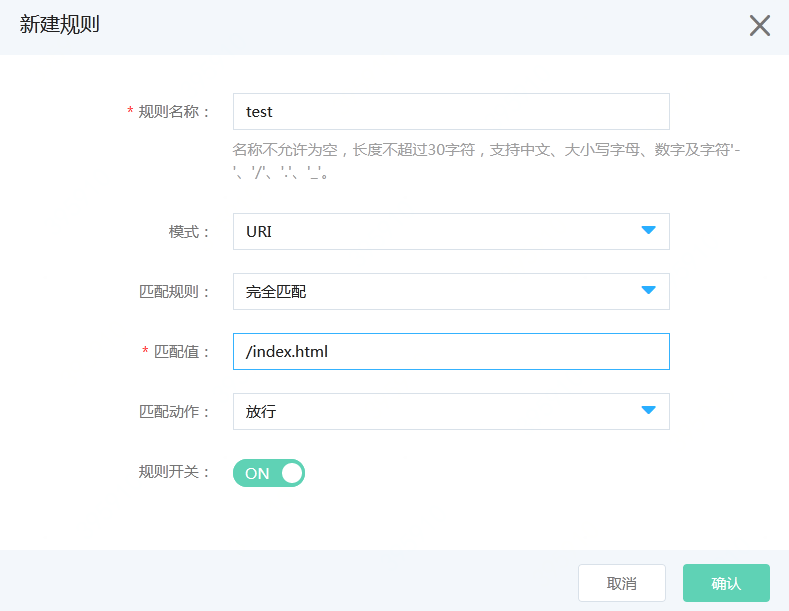 新建规则
* 规则名称： test
名称不允许为空，长度不超过30字符，支持中文、大小写字母、数字及字符'-
'、'/'、'.'、'_'。
模式： URI
匹配规则： 完全匹配
* 匹配值： /index.html
匹配动作： 放行
规则开关： ON
取消 确认